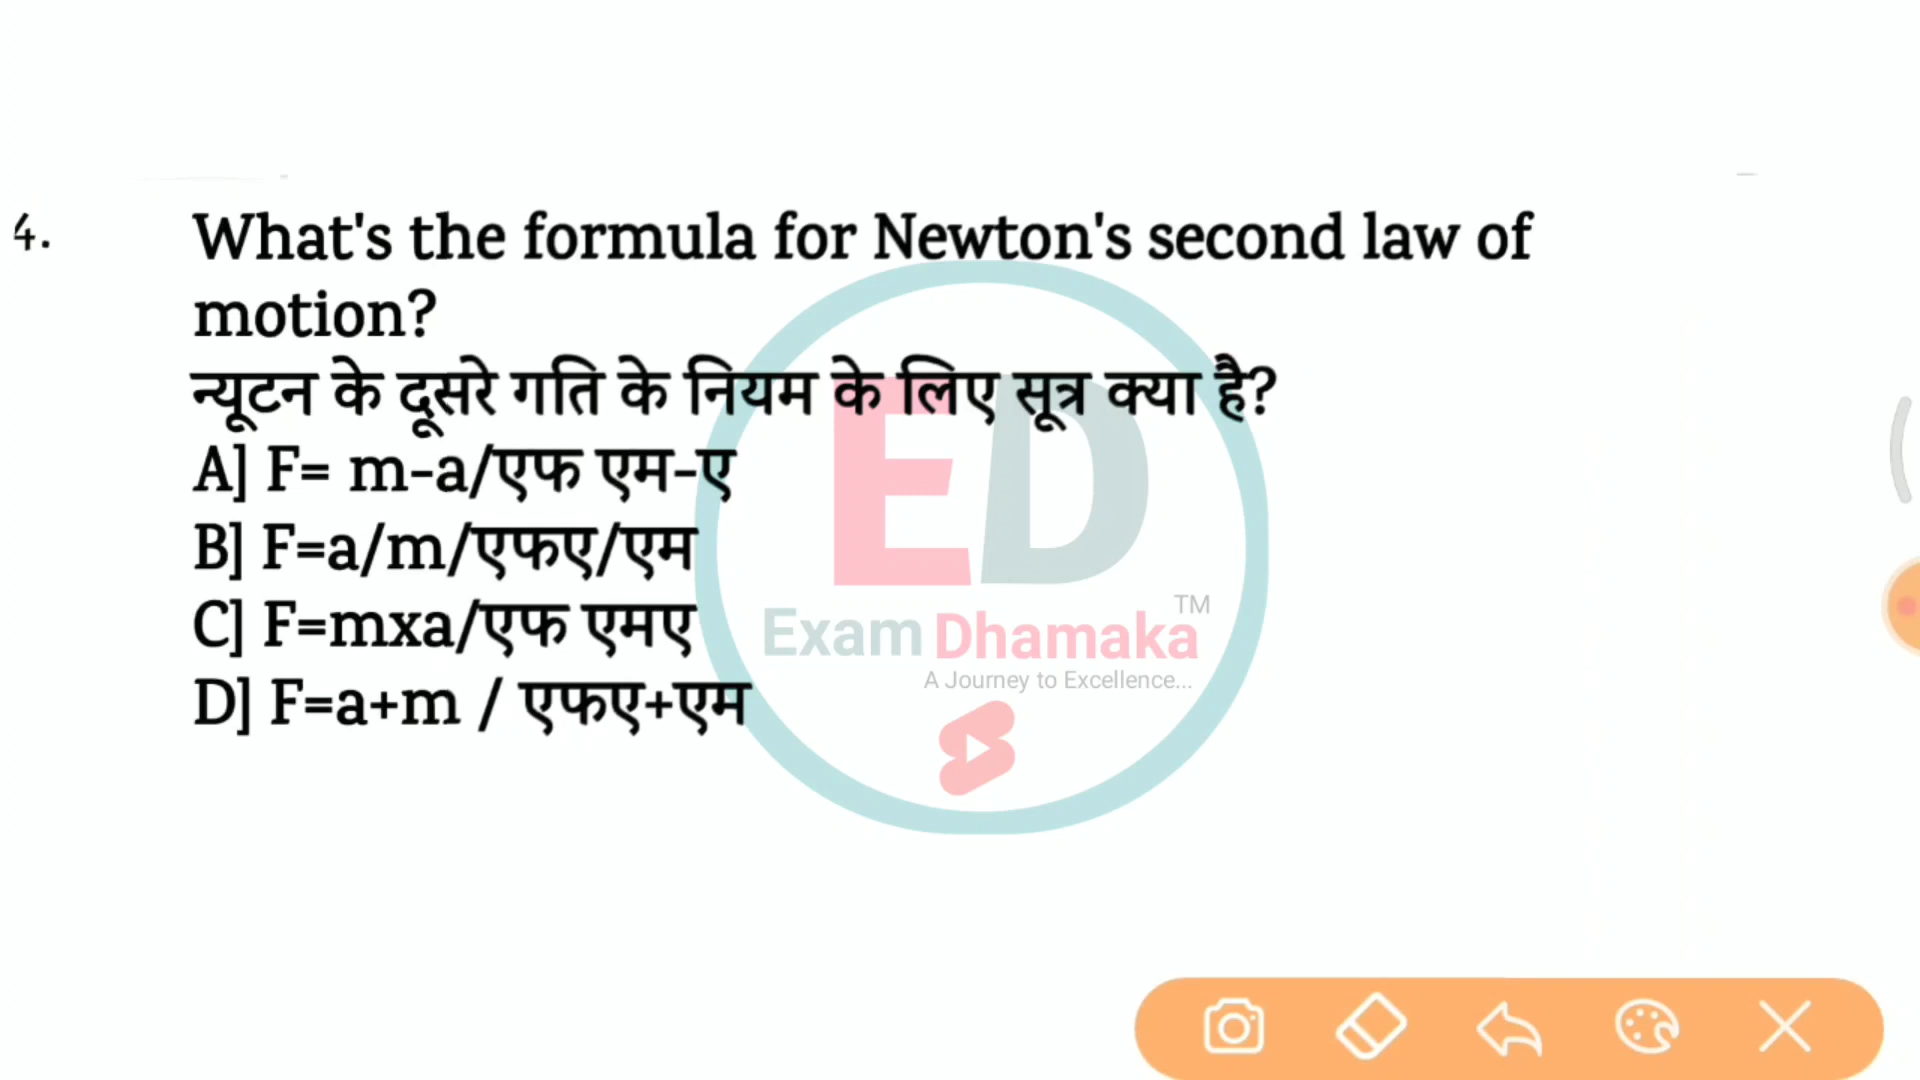 4. What's the formula for Newton's second law of
motion?
न्यूटन के दूसरे गति के नियम के लिए सूत्र क्या है?
A] F= m-a/एफ एम-ए
B] F=a/m/एफए/एम
C] F=mxa/एफ एमए
D] F=a+m / एफए+एम
ED
Exam Dhamaka TM
A Journey to Excellence...